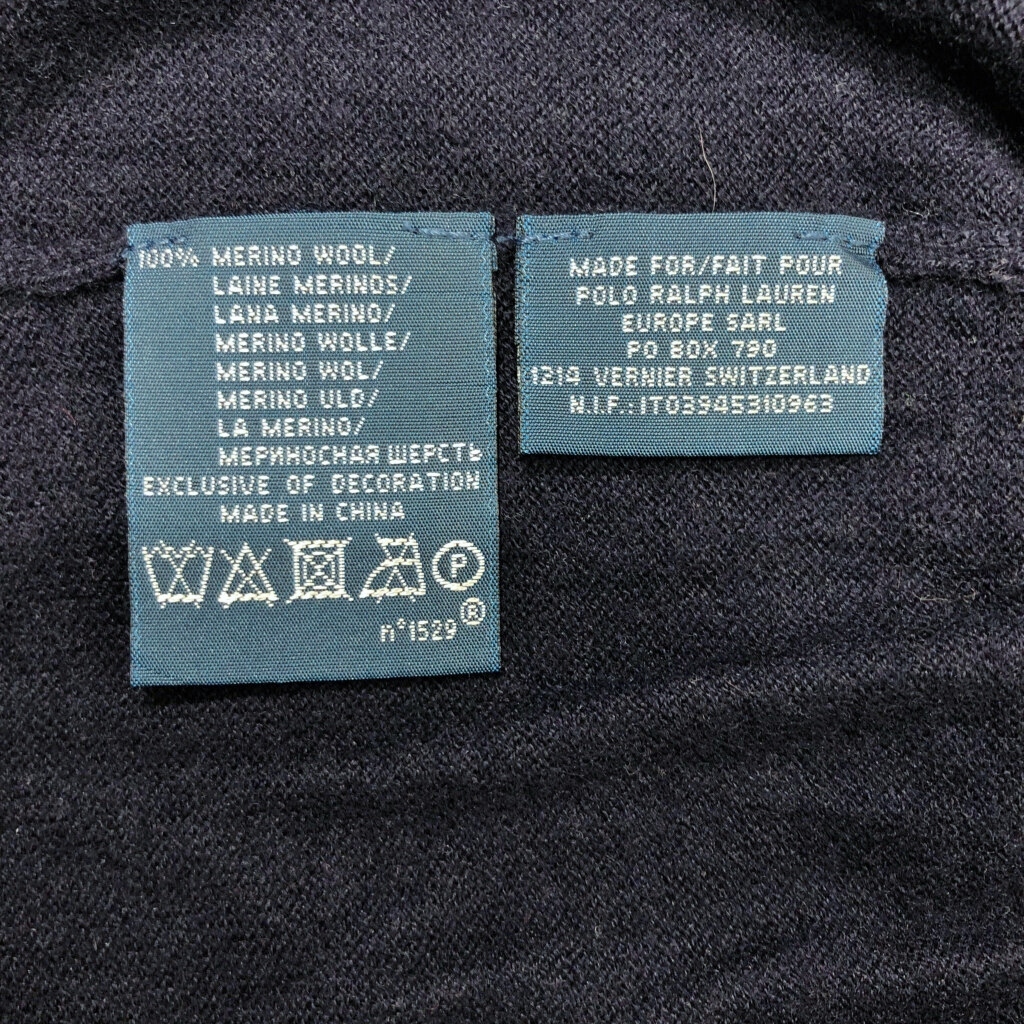 100% MERINO WOOL/
LAINE MERINOS/
LANA MERINO/
MERINO WOLLE/
MERINO WOL/
MERINO ULD/
LA MERINO/
МЕРИНОСНАЯ ШЕРСТЬ
EXCLUSIVE OF DECORATION
MADE IN CHINA
P
n°1529®
MADE FOR/FAIT POUR
POLO RALPH LAUREN
EUROPE SARL
PO BOX 790
1214 VERNIER SWITZERLAND
N.I.F.:IT03945310963